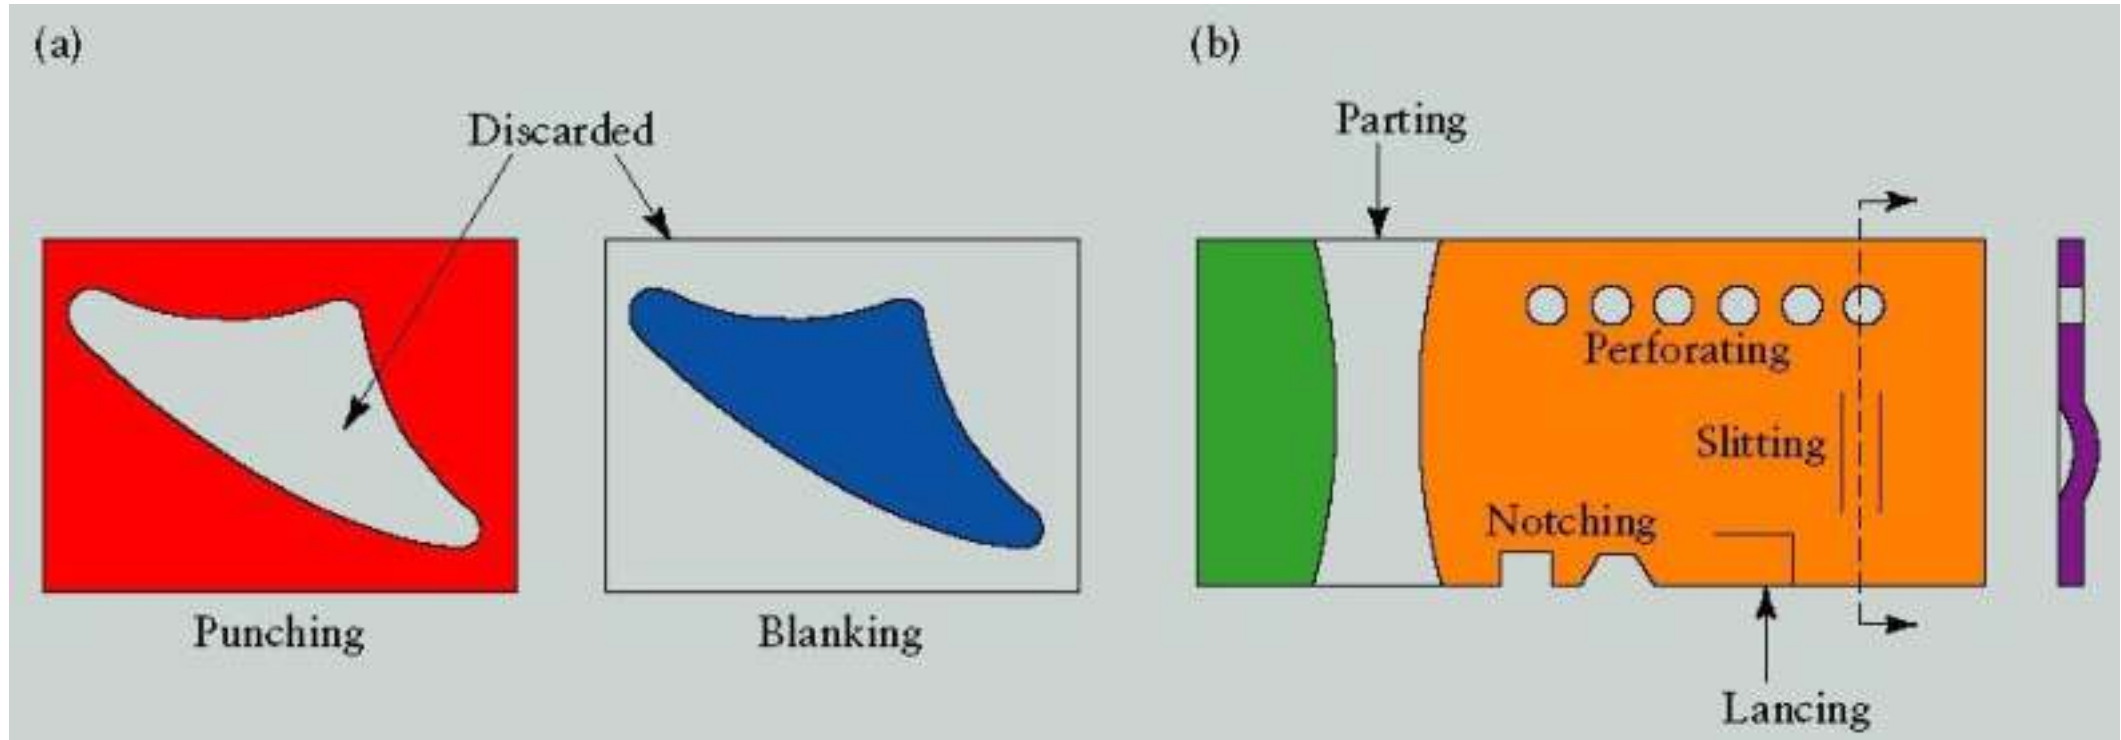 (a)
Discarded
Punching
Blanking
(b)
Parting
Perforating
Slitting
Notching
Lancing